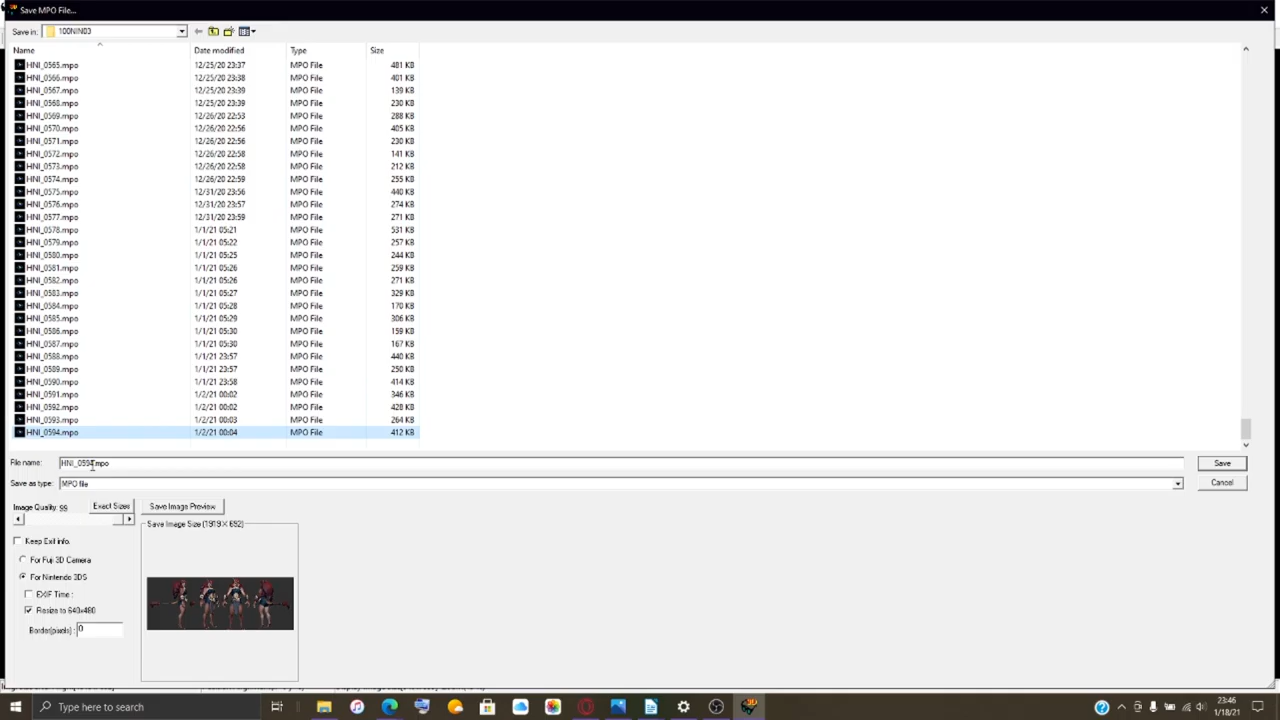 Save MPO File...
Save in: 100NIN03
Name Date modified Type Size
HNI_0565.mpo 12/25/20 23:37 MPO File 481 KB
HNI_0566.mpo 12/25/20 23:38 MPO File 401 KB
HNI_0567.mpo 12/25/20 23:39 MPO File 139 KB
HNI_0568.mpo 12/25/20 23:39 MPO File 230 KB
HNI_0569.mpo 12/26/20 22:53 MPO File 288 KB
HNI_0570.mpo 12/26/20 22:56 MPO File 405 KB
HNI_0571.mpo 12/26/20 22:56 MPO File 230 KB
HNI_0572.mpo 12/26/20 22:58 MPO File 141 KB
HNI_0573.mpo 12/26/20 22:58 MPO File 212 KB
HNI_0574.mpo 12/26/20 22:59 MPO File 255 KB
HNI_0575.mpo 12/31/20 23:56 MPO File 440 KB
HNI_0576.mpo 12/31/20 23:57 MPO File 274 KB
HNI_0577.mpo 12/31/20 23:59 MPO File 271 KB
HNI_0578.mpo 1/1/21 05:21 MPO File 531 KB
HNI_0579.mpo 1/1/21 05:22 MPO File 257 KB
HNI_0580.mpo 1/1/21 05:25 MPO File 244 KB
HNI_0581.mpo 1/1/21 05:26 MPO File 259 KB
HNI_0582.mpo 1/1/21 05:26 MPO File 271 KB
HNI_0583.mpo 1/1/21 05:27 MPO File 329 KB
HNI_0584.mpo 1/1/21 05:28 MPO File 170 KB
HNI_0585.mpo 1/1/21 05:29 MPO File 306 KB
HNI_0586.mpo 1/1/21 05:30 MPO File 159 KB
HNI_0587.mpo 1/1/21 05:30 MPO File 167 KB
HNI_0588.mpo 1/1/21 23:57 MPO File 440 KB
HNI_0589.mpo 1/1/21 23:57 MPO File 250 KB
HNI_0590.mpo 1/1/21 23:58 MPO File 414 KB
HNI_0591.mpo 1/2/21 00:02 MPO File 346 KB
HNI_0592.mpo 1/2/21 00:02 MPO File 428 KB
HNI_0593.mpo 1/2/21 00:03 MPO File 264 KB
HNI_0594.mpo 1/2/21 00:04 MPO File 412 KB
File name: HNI_0594.mpo Save
Save as type: MPO file Cancel
Image Quality: 99 Exact Sizes Save Image Preview
Save Image Size (1919×692)
Keep Exif info.
For Fuji 3D Camera
For Nintendo 3DS
EXIF Time :
Resize to 640x480
Border(pixels) : 0
Type here to search
23:46
1/18/21